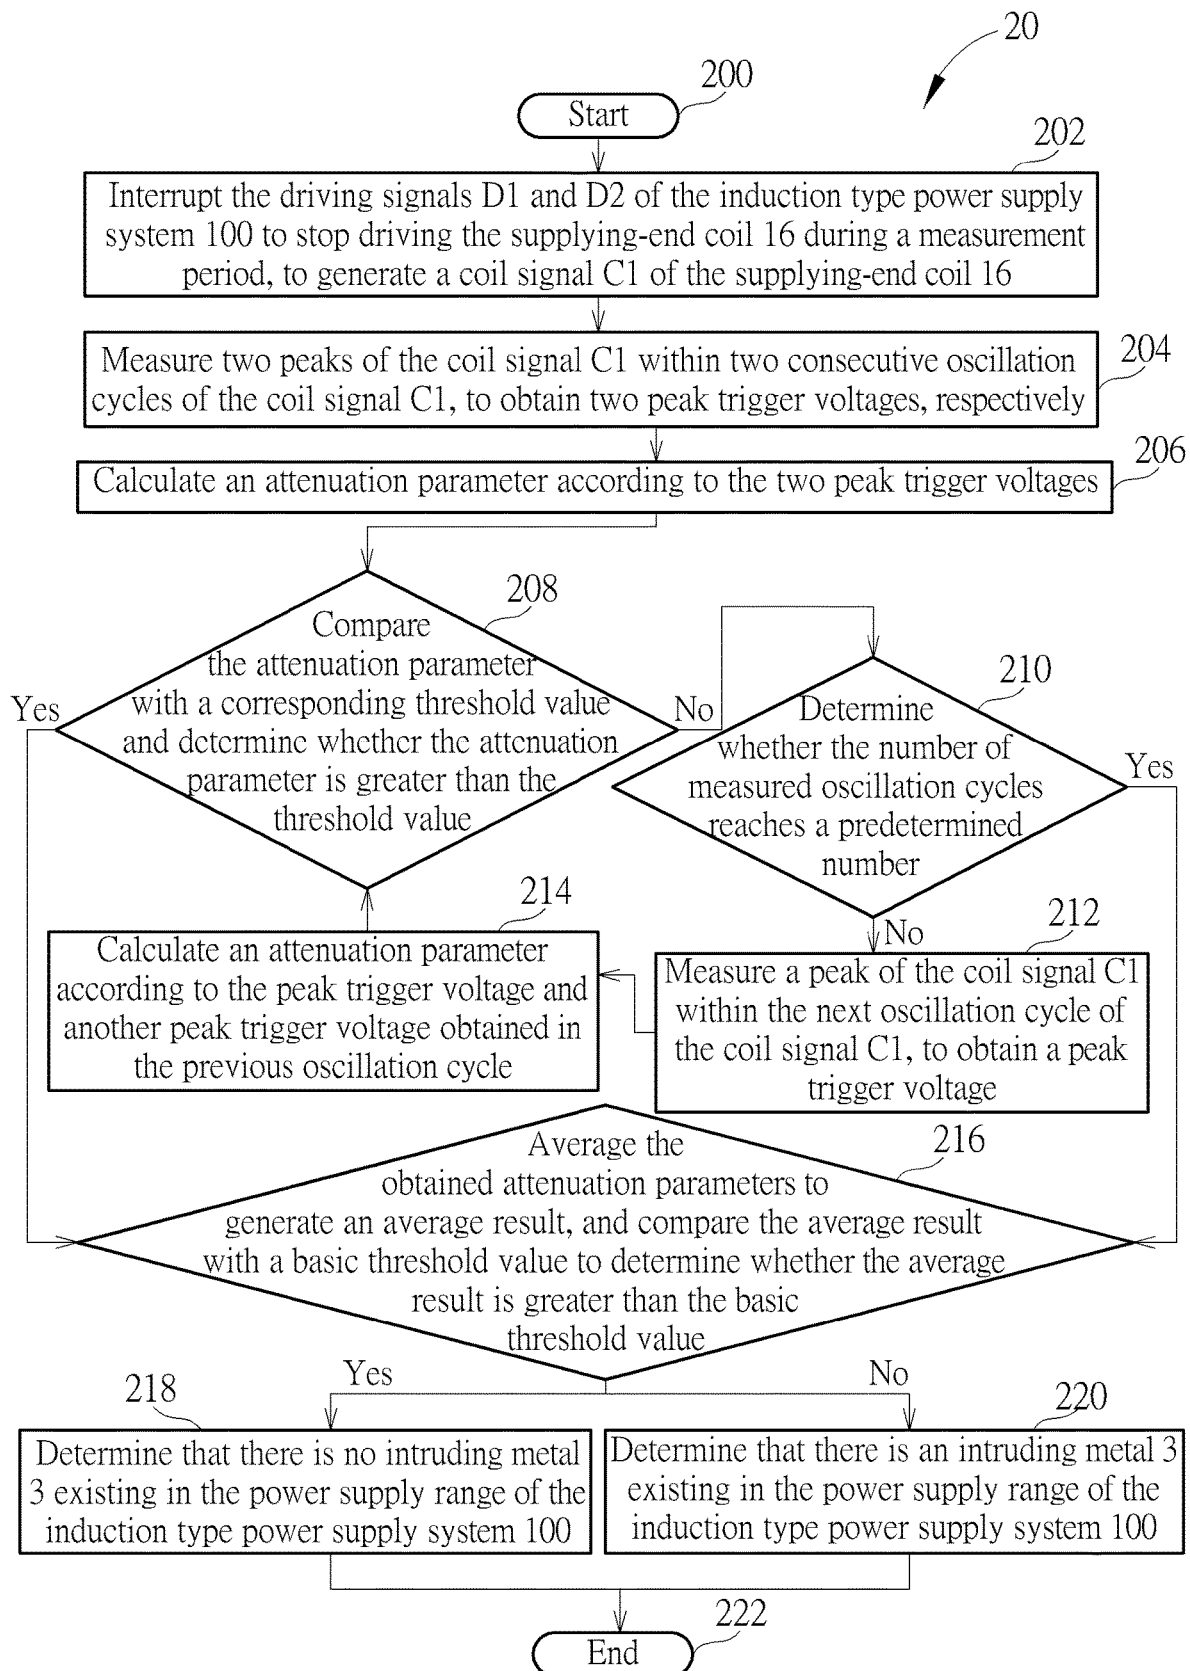 20
200
Start
202
Interrupt the driving signals D1 and D2 of the induction type power supply
system 100 to stop driving the supplying-end coil 16 during a measurement
period, to generate a coil signal C1 of the supplying-end coil 16
204
Measure two peaks of the coil signal C1 within two consecutive oscillation
cycles of the coil signal C1, to obtain two peak trigger voltages, respectively
206
Calculate an attenuation parameter according to the two peak trigger voltages
208
Compare
the attenuation parameter
with a corresponding threshold value
and determine whether the attenuation
parameter is greater than the
threshold value
Yes
No
210
Determine
whether the number of
measured oscillation cycles
reaches a predetermined
number
Yes
No
212
Measure a peak of the coil signal C1
within the next oscillation cycle of
the coil signal C1, to obtain a peak
trigger voltage
214
Calculate an attenuation parameter
according to the peak trigger voltage and
another peak trigger voltage obtained in
the previous oscillation cycle
216
Average the
obtained attenuation parameters to
generate an average result, and compare the average result
with a basic threshold value to determine whether the average
result is greater than the basic
threshold value
Yes
No
218
Determine that there is no intruding metal
3 existing in the power supply range of the
induction type power supply system 100
220
Determine that there is an intruding metal 3
existing in the power supply range of the
induction type power supply system 100
222
End